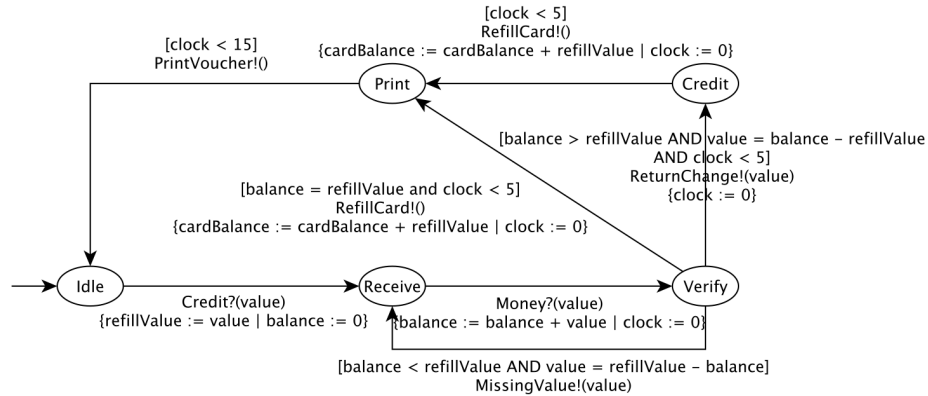 [clock < 5]
RefillCard!()
{cardBalance := cardBalance + refillValue | clock := 0}
[clock < 15]
PrintVoucher!()
Print
Credit
[balance > refillValue AND value = balance - refillValue
AND clock < 5]
ReturnChange!(value)
{clock := 0}
[balance = refillValue and clock < 5]
RefillCard!()
{cardBalance := cardBalance + refillValue | clock := 0}
Idle
Receive
Verify
Credit?(value)
{refillValue := value | balance := 0}
Money?(value)
{balance := balance + value | clock := 0}
[balance < refillValue AND value = refillValue - balance]
MissingValue!(value)